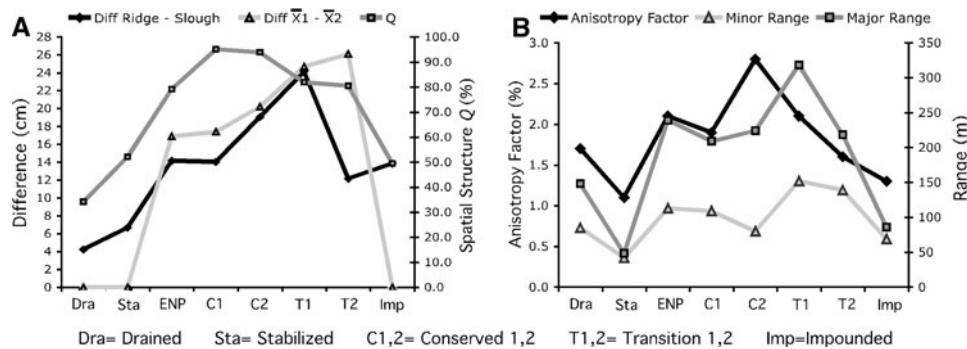 A
Diff Ridge - Slough
Diff X̄1 - X̄2
Q
28
26
24
22
20
18
16
14
12
10
8
6
4
2
0
Difference (cm)
100.0
90.0
80.0
70.0
60.0
50.0
40.0
30.0
20.0
10.0
0.0
Spatial Structure Q (%)
Dra Sta ENP C1 C2 T1 T2 Imp
B
Anisotropy Factor
Minor Range
Major Range
3.0
2.5
2.0
1.5
1.0
0.5
0.0
Anisotropy Factor (%)
350
300
250
200
150
100
50
0
Range (m)
Dra Sta ENP C1 C2 T1 T2 Imp
Dra= Drained Sta= Stabilized C1,2= Conserved 1,2 T1,2= Transition 1,2 Imp=Impounded